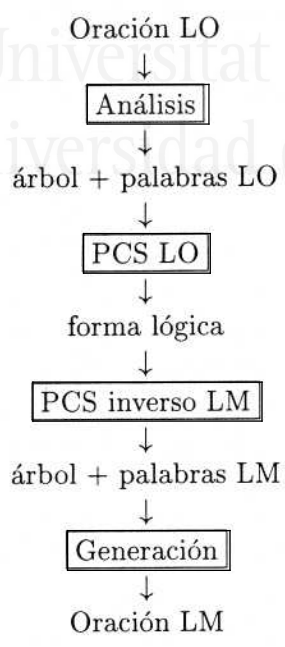 Universitat
Oración LO
↓
Análisis
↓
árbol + palabras LO
↓
PCS LO
↓
forma lógica
↓
PCS inverso LM
↓
árbol + palabras LM
↓
Generación
↓
Oración LM